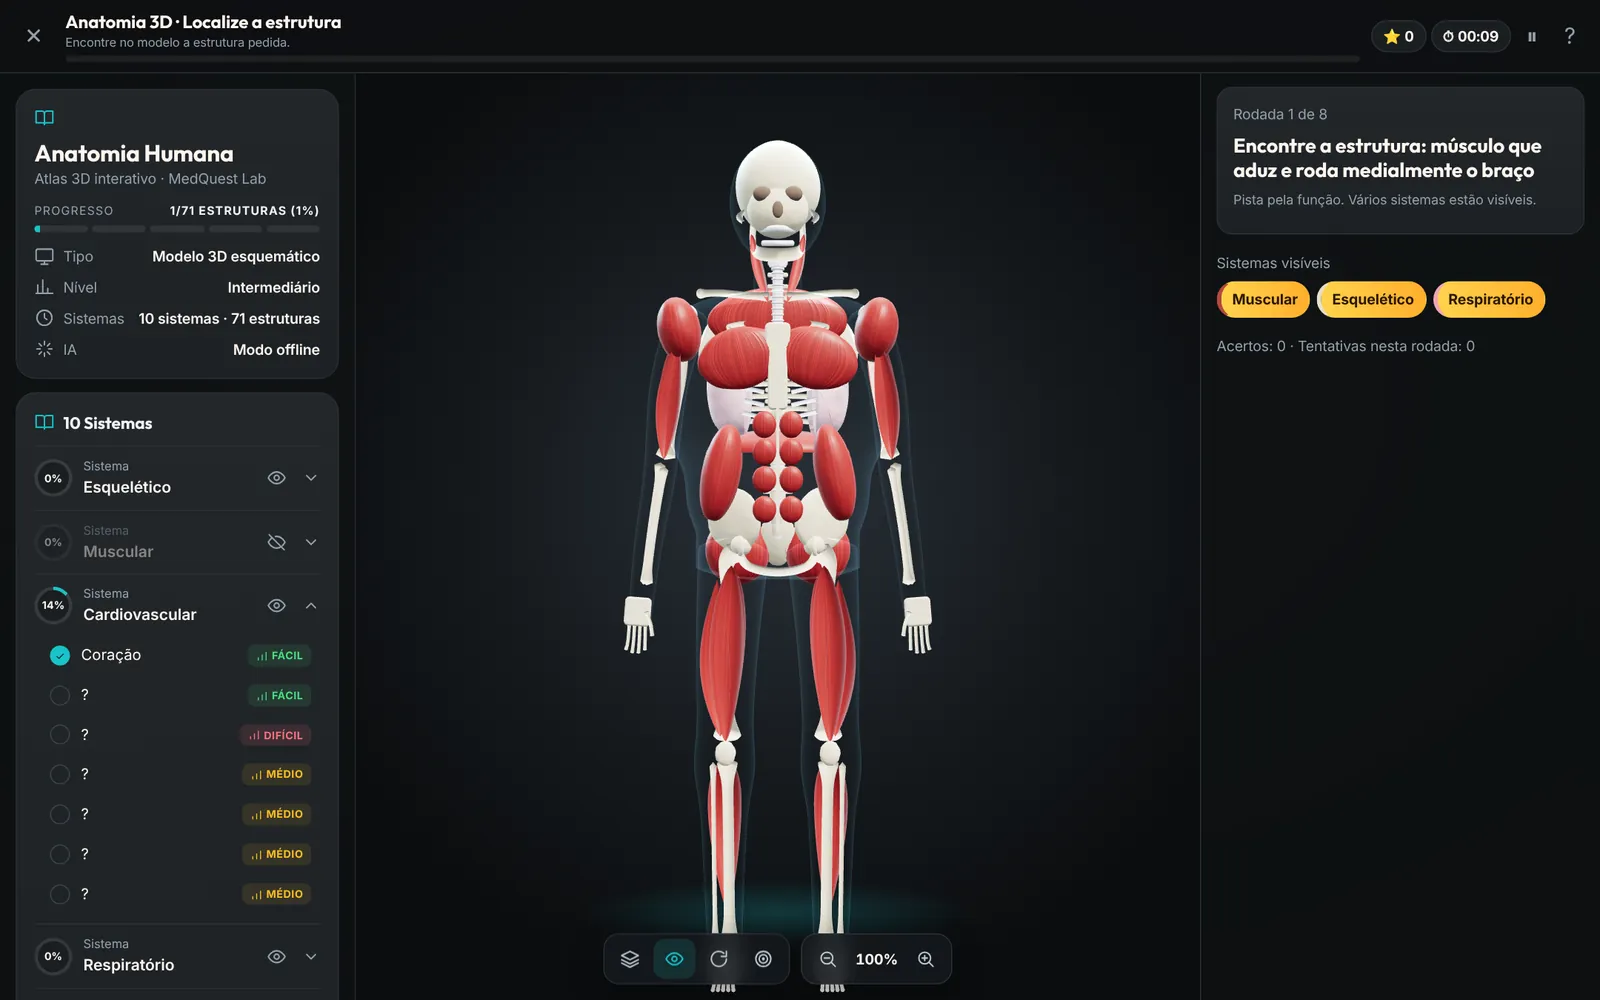 Anatomia 3D · Localize a estrutura
Encontre no modelo a estrutura pedida.
0
00:09
?
Anatomia Humana
Atlas 3D interativo · MedQuest Lab
PROGRESSO 1/71 ESTRUTURAS (1%)
Tipo Modelo 3D esquemático
Nível Intermediário
Sistemas 10 sistemas · 71 estruturas
IA Modo offline
10 Sistemas
0% Sistema
Esquelético
0% Sistema
Muscular
14% Sistema
Cardiovascular
Coração FÁCIL
? FÁCIL
? DIFÍCIL
? MÉDIO
? MÉDIO
? MÉDIO
? MÉDIO
0% Sistema
Respiratório
100%
Rodada 1 de 8
Encontre a estrutura: músculo que
aduz e roda medialmente o braço
Pista pela função. Vários sistemas estão visíveis.
Sistemas visíveis
Muscular Esquelético Respiratório
Acertos: 0 · Tentativas nesta rodada: 0